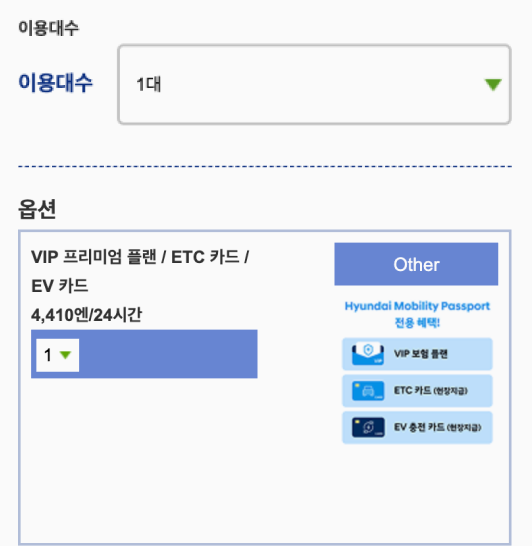 이용대수
이용대수
1대
옵션
VIP 프리미엄 플랜 / ETC 카드 /
EV 카드
4,410엔/24시간
1
Other
Hyundai Mobility Passport
전용 혜택!
VIP 보험 플랜
ETC 카드 (현장지급)
EV 충전 카드 (현장지급)